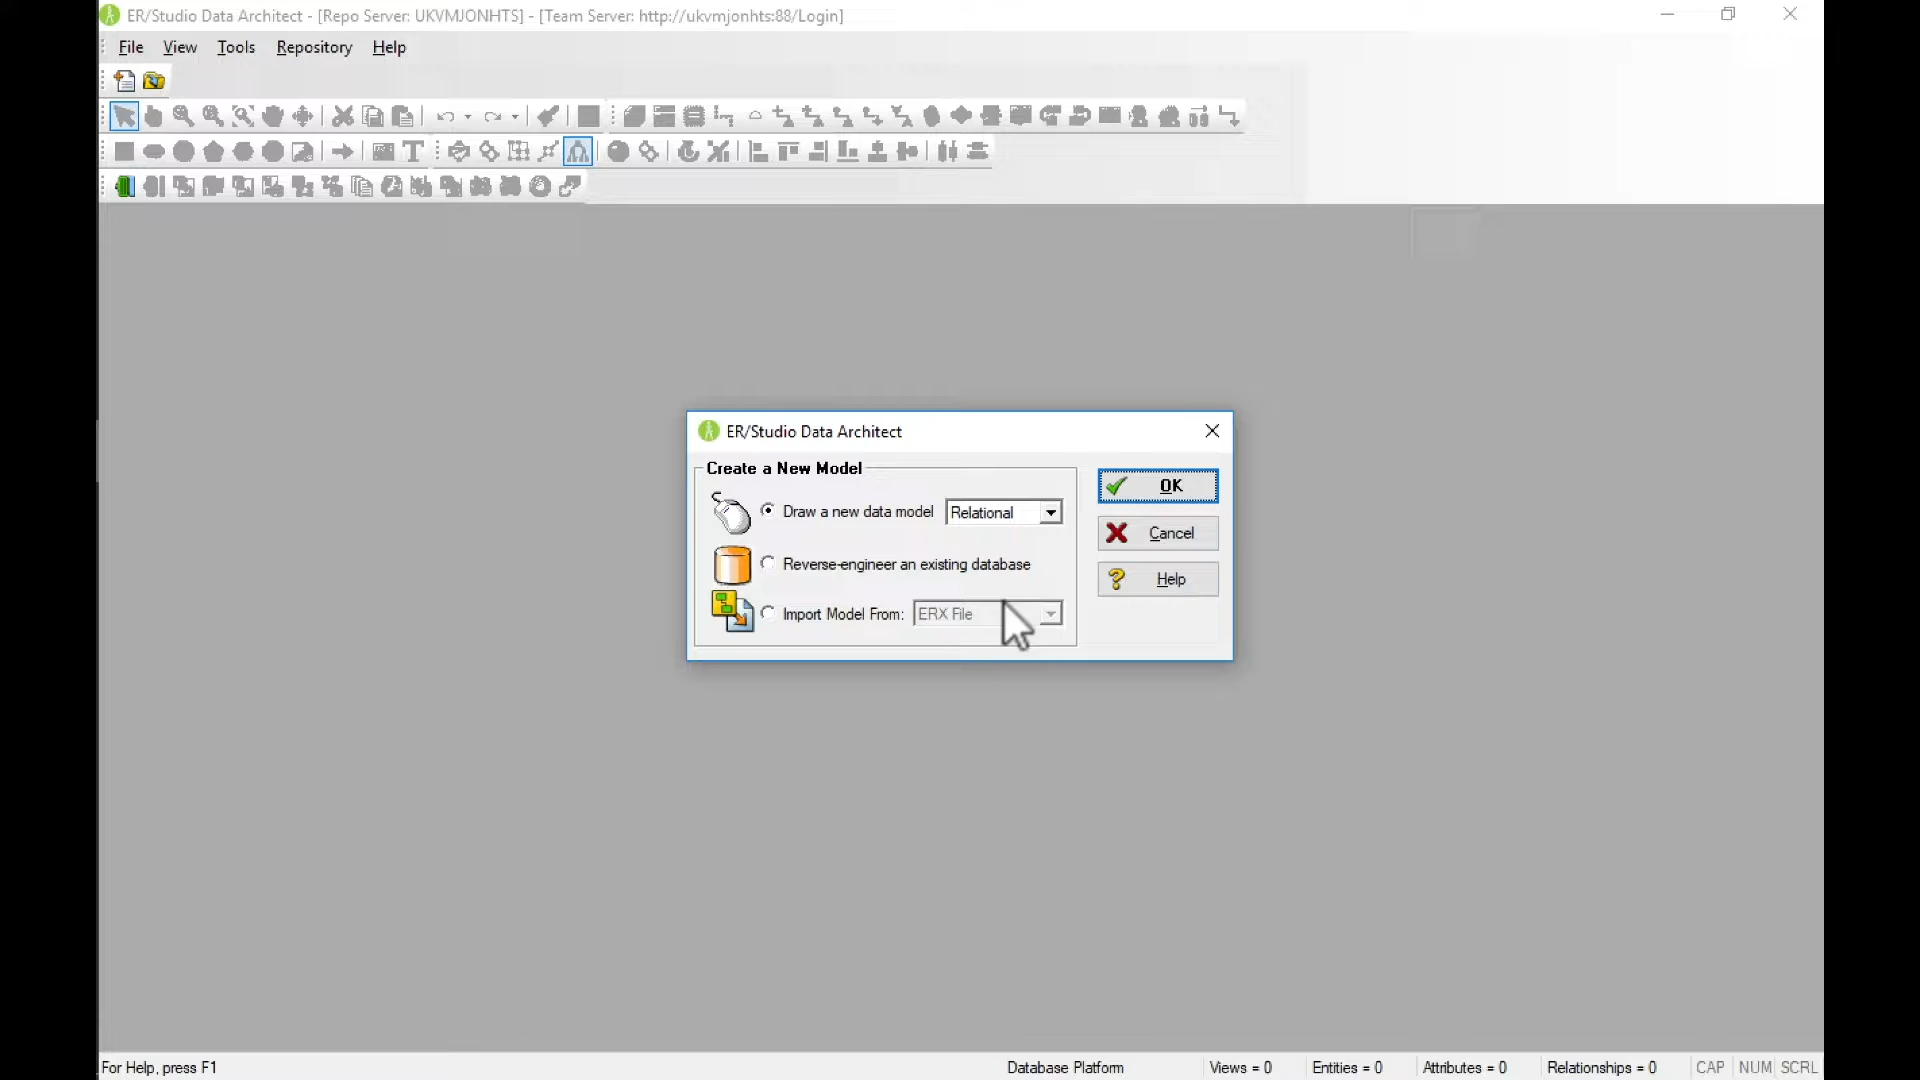 ER/Studio Data Architect - [Repo Server: UKVMJONHTS] - [Team Server: http://ukvmjonhts:88/Login]
File View Tools Repository Help
ER/Studio Data Architect
Create a New Model
Draw a new data model Relational
OK
Cancel
Reverse-engineer an existing database
Help
Import Model From: ERX File
For Help, press F1 Database Platform Views = 0 Entities = 0 Attributes = 0 Relationships = 0 CAP NUM SCRL